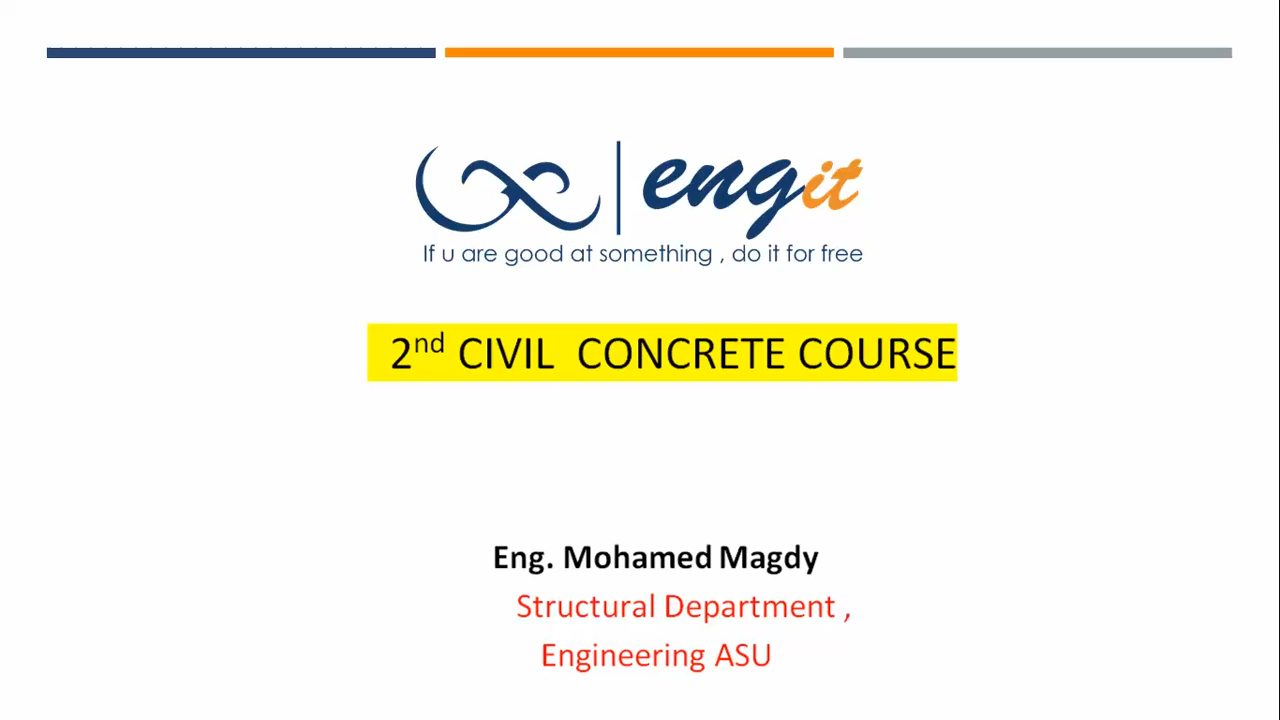 engit
If u are good at something , do it for free
2nd CIVIL CONCRETE COURSE
Eng. Mohamed Magdy
Structural Department ,
Engineering ASU